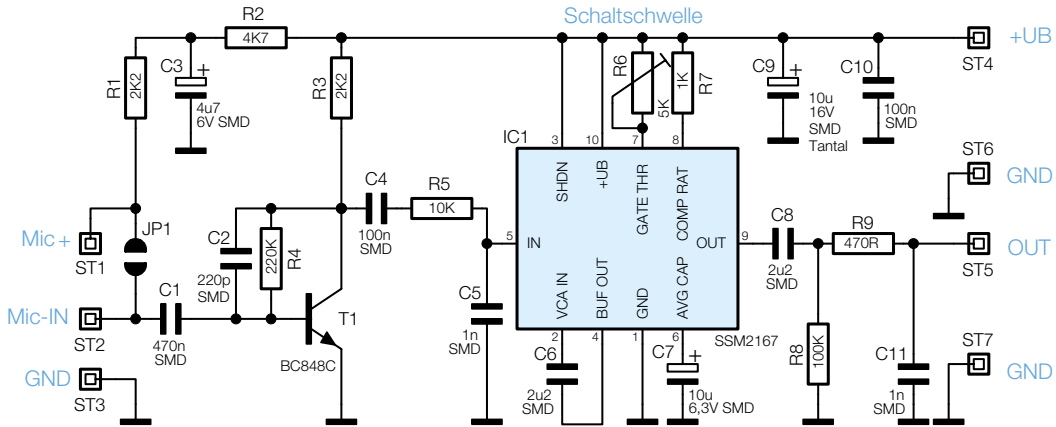 Schaltschwelle
R2
4K7
+UB
ST4
C3
+
4u7
6V SMD
R1
2K2
R3
2K2
R6
5K
R7
1K
C9
+
10u
16V
SMD
Tantal
C10
100n
SMD
IC1
3
10
7
8
SHDN
+UB
GATE THR
COMP RAT
5
IN
OUT
9
VCA IN
BUF OUT
GND
AVG CAP
2
4
1
6
SSM2167
ST6
GND
Mic+
ST1
JP1
C2
220p
SMD
R4
220K
C4
100n
SMD
R5
10K
C8
2u2
SMD
R9
470R
ST5
OUT
Mic-IN
ST2
C1
470n
SMD
T1
BC848C
C5
1n
SMD
C6
2u2
SMD
C7
+
10u
6,3V SMD
R8
100K
C11
1n
SMD
ST7
GND
GND
ST3